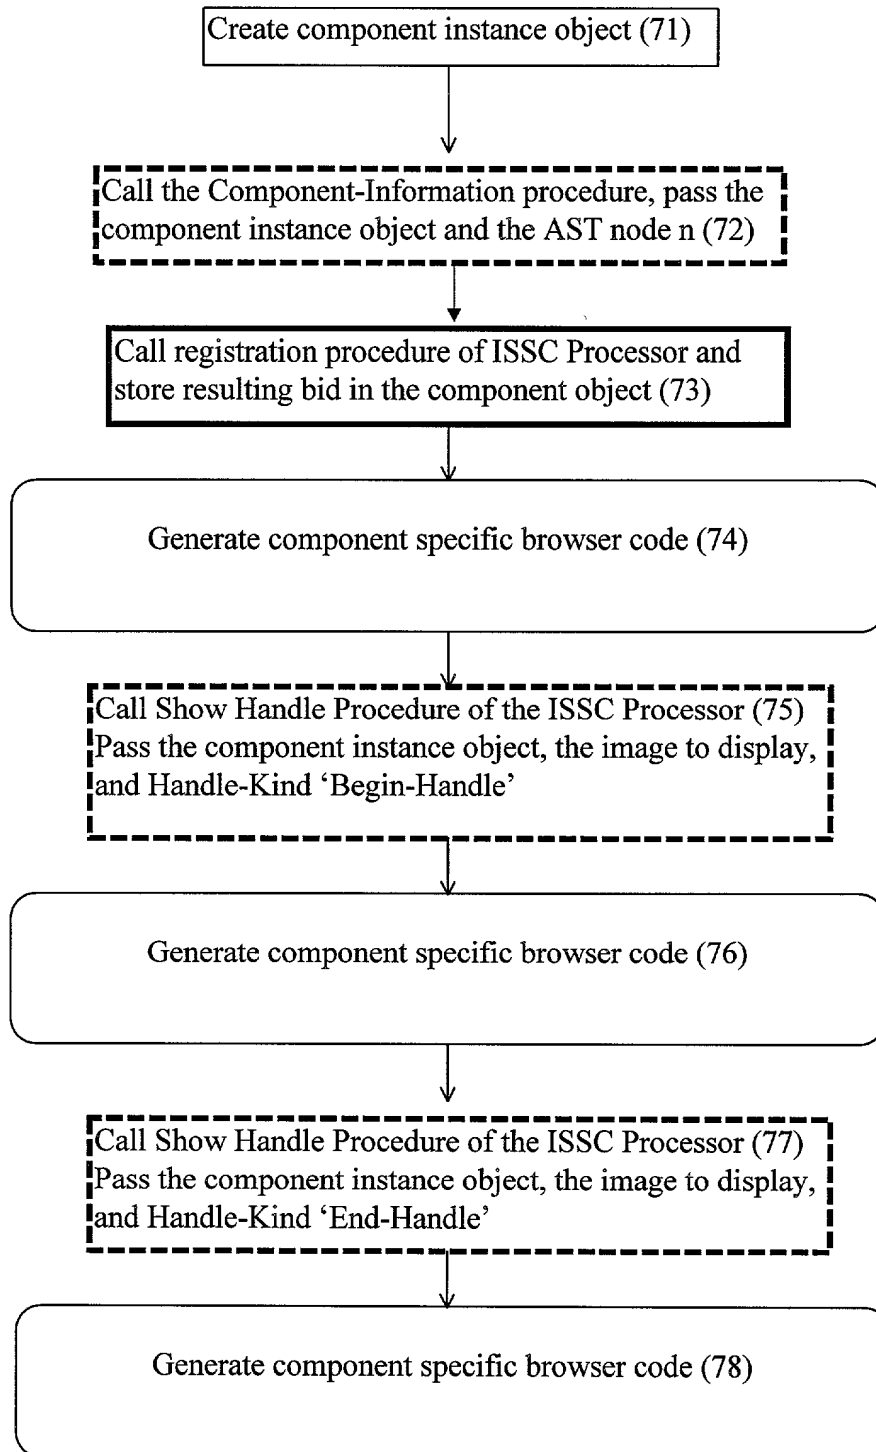 Create component instance object (71)
Call the Component-Information procedure, pass the
component instance object and the AST node n (72)
Call registration procedure of ISSC Processor and
store resulting bid in the component object (73)
Generate component specific browser code (74)
Call Show Handle Procedure of the ISSC Processor (75)
Pass the component instance object, the image to display,
and Handle-Kind ‘Begin-Handle’
Generate component specific browser code (76)
Call Show Handle Procedure of the ISSC Processor (77)
Pass the component instance object, the image to display,
and Handle-Kind ‘End-Handle’
Generate component specific browser code (78)